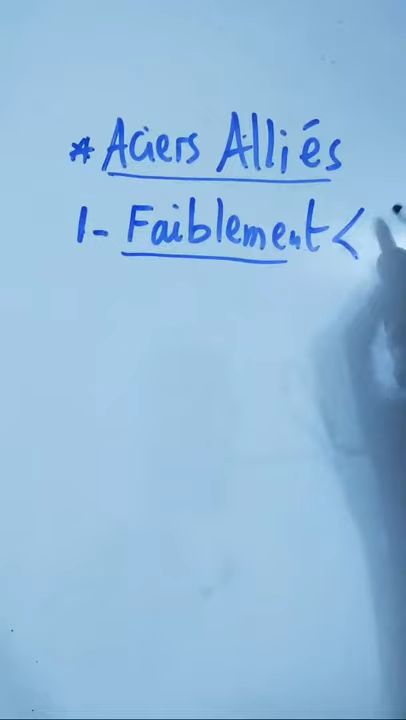 * Aciers Alliés
1- Faiblement <